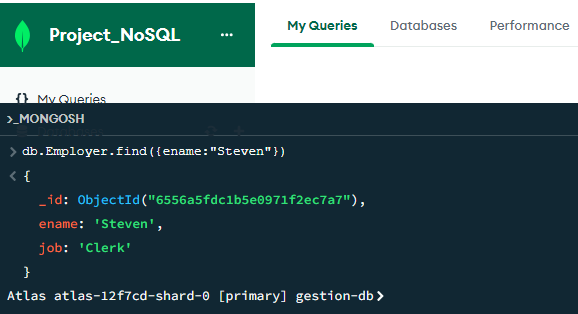 Project_NoSQL ...
My Queries Databases Performance
{} My Queries
>_MONGOSH
> db.Employer.find({ename:"Steven"})
< {
_id: ObjectId("6556a5fdc1b5e0971f2ec7a7"),
ename: 'Steven',
job: 'Clerk'
}
Atlas atlas-12f7cd-shard-0 [primary] gestion-db>